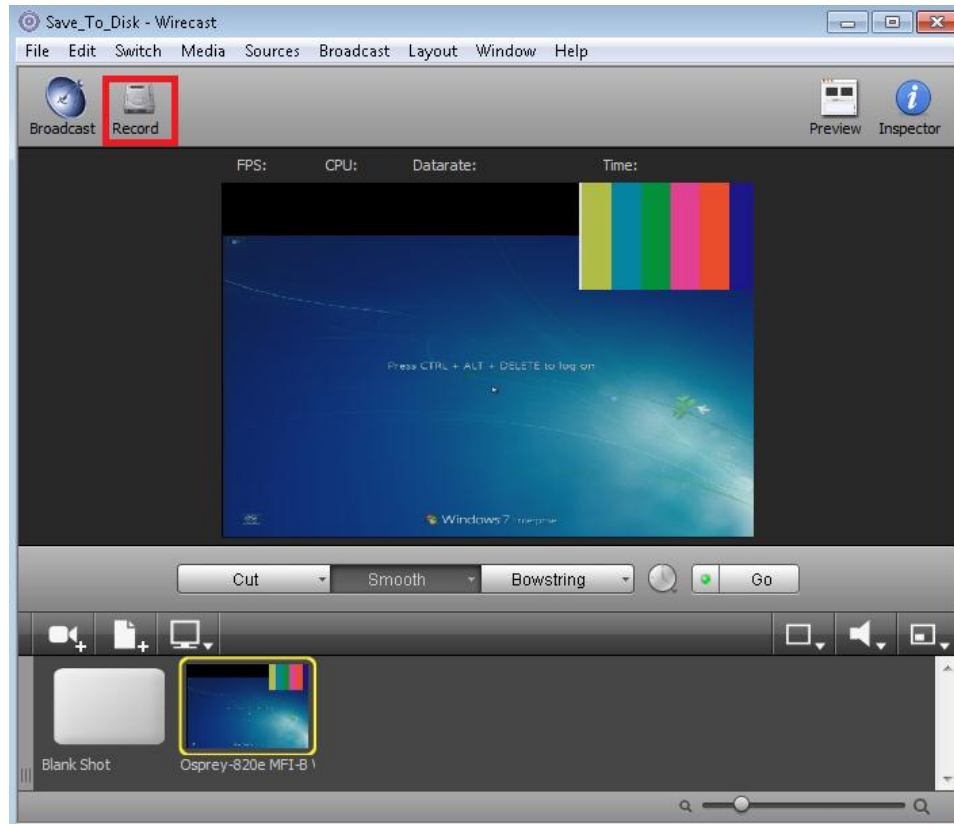 Save_To_Disk - Wirecast
File Edit Switch Media Sources Broadcast Layout Window Help
Broadcast Record Preview Inspector
FPS: CPU: Datarate: Time:
Press CTRL + ALT + DELETE to log on
Windows 7 Enterprise
Cut Smooth Bowstring Go
Blank Shot Osprey-820e MFI-B